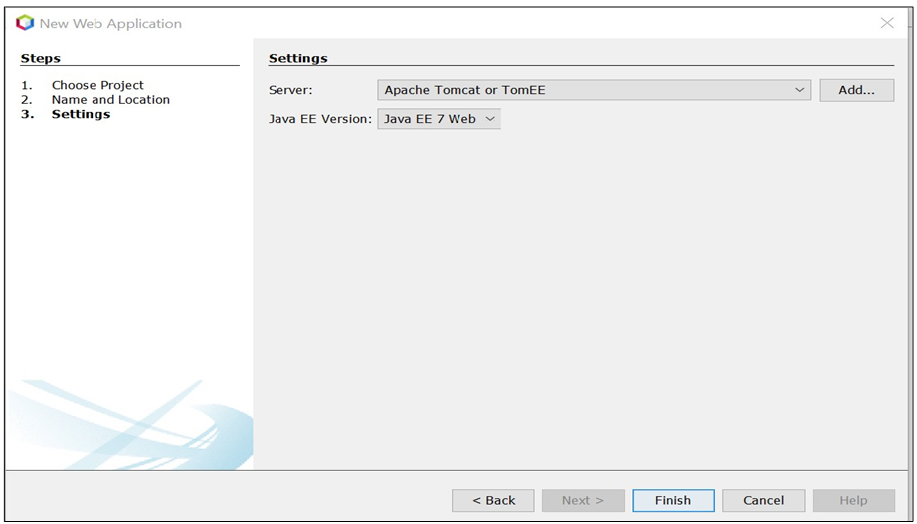 New Web Application
Steps
1. Choose Project
2. Name and Location
3. Settings
Settings
Server: Apache Tomcat or TomEE Add...
Java EE Version: Java EE 7 Web
< Back Next > Finish Cancel Help